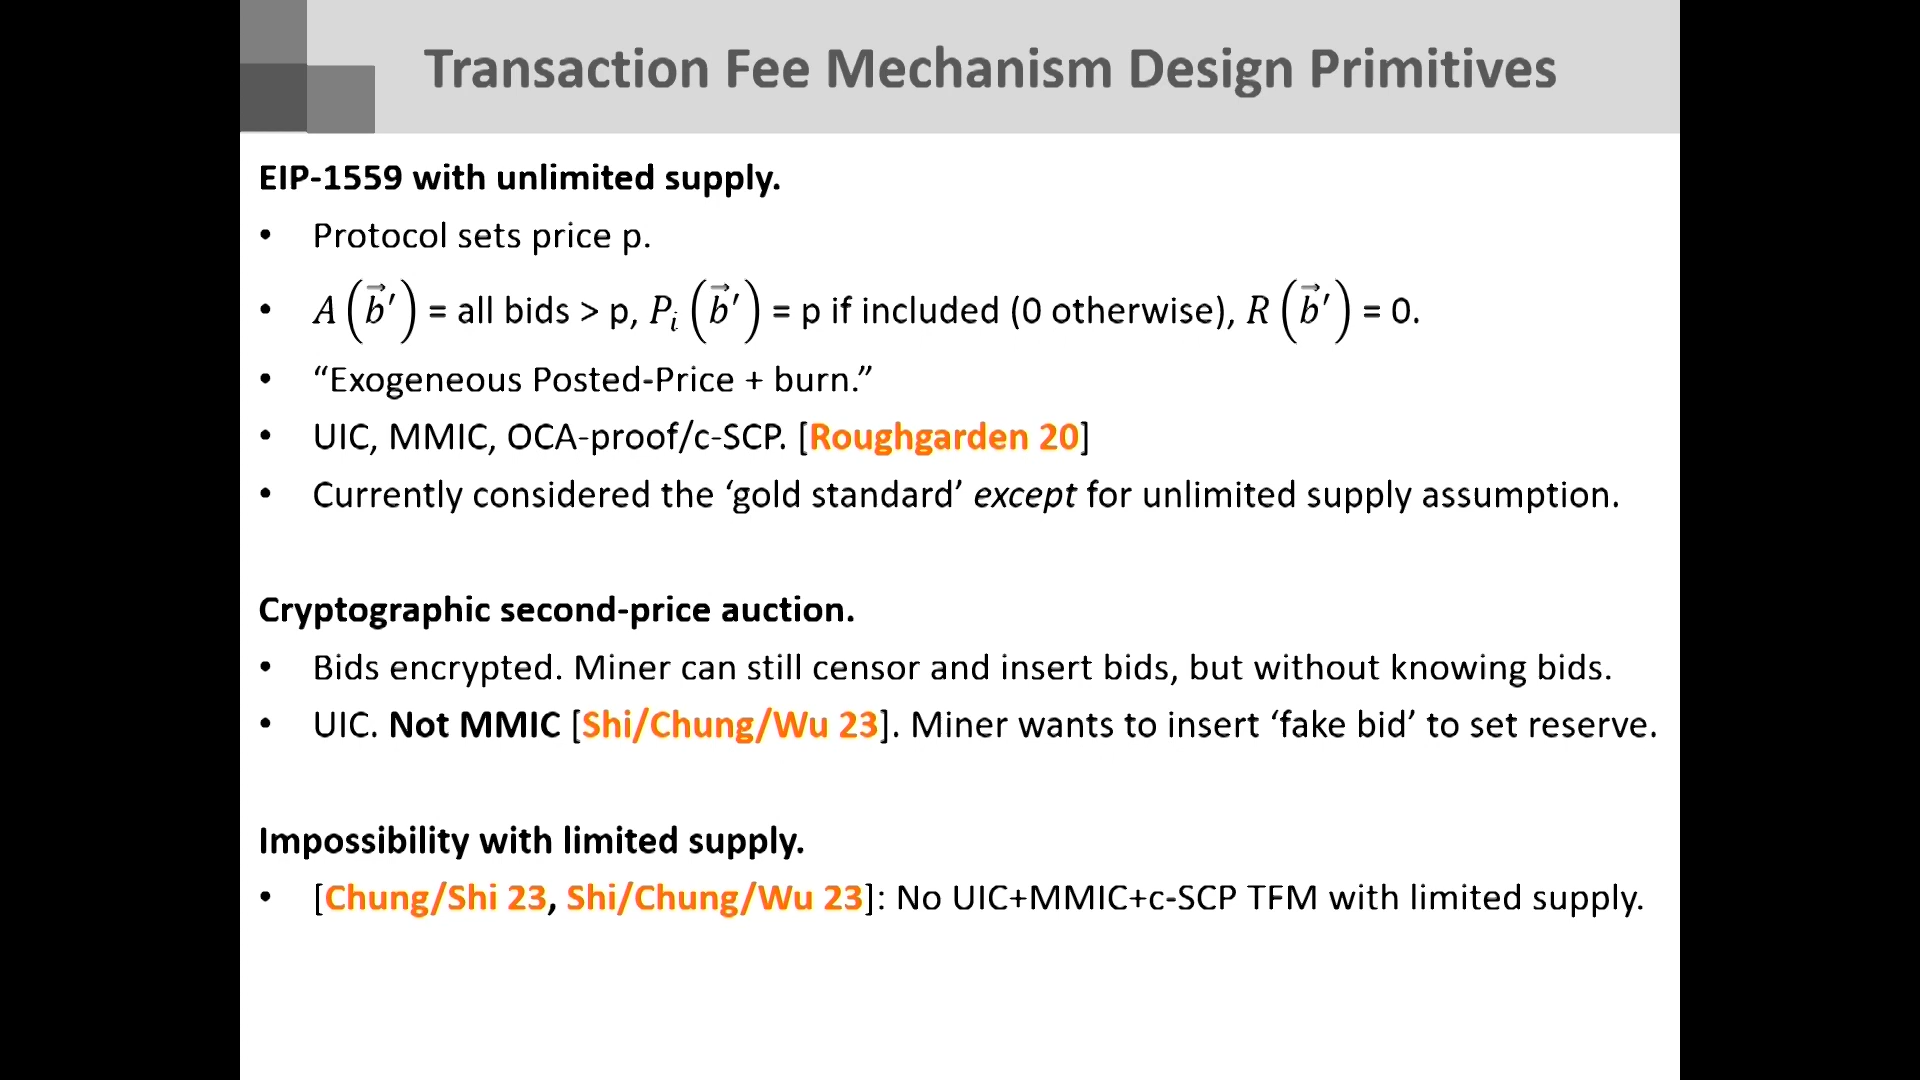 Transaction Fee Mechanism Design Primitives
EIP-1559 with unlimited supply.
• Protocol sets price p.
• A(b⃗′) = all bids > p, Pᵢ(b⃗′) = p if included (0 otherwise), R(b⃗′) = 0.
• “Exogeneous Posted-Price + burn.”
• UIC, MMIC, OCA-proof/c-SCP. [Roughgarden 20]
• Currently considered the ‘gold standard’ except for unlimited supply assumption.
Cryptographic second-price auction.
• Bids encrypted. Miner can still censor and insert bids, but without knowing bids.
• UIC. Not MMIC [Shi/Chung/Wu 23]. Miner wants to insert ‘fake bid’ to set reserve.
Impossibility with limited supply.
• [Chung/Shi 23, Shi/Chung/Wu 23]: No UIC+MMIC+c-SCP TFM with limited supply.